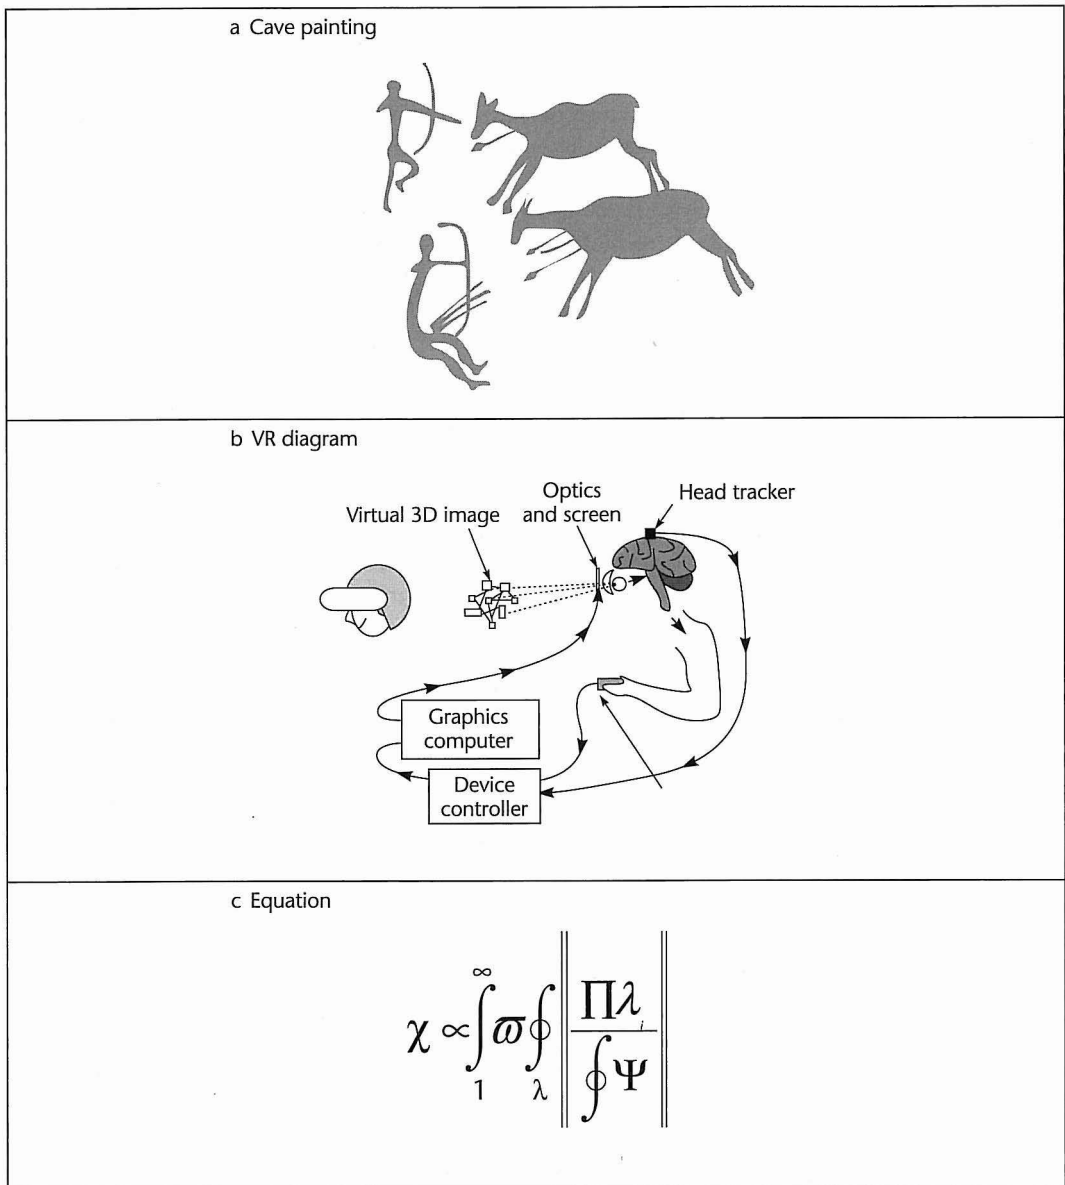 a Cave painting
b VR diagram
Virtual 3D image
Optics
and screen
Head tracker
Graphics
computer
Device
controller
c Equation
χ ∝ ∫₁^∞ ϖ ∮_λ ‖ Πλᵢ / ∮Ψ ‖